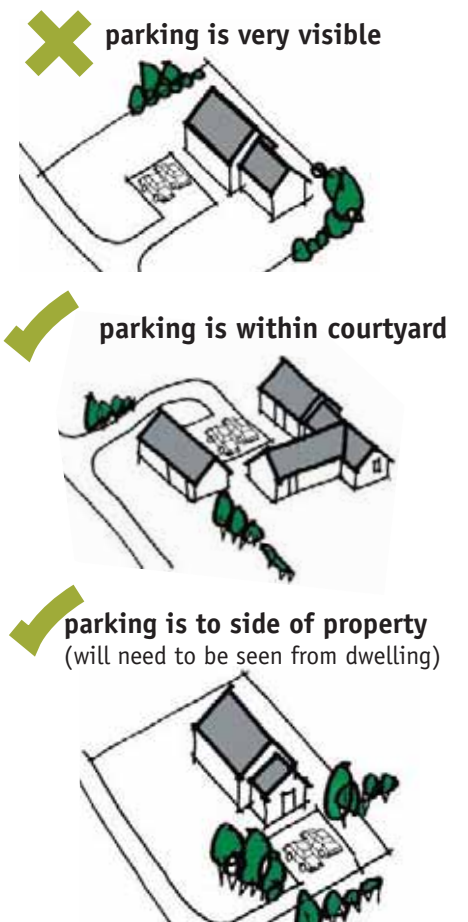 parking is very visible
parking is within courtyard
parking is to side of property
(will need to be seen from dwelling)